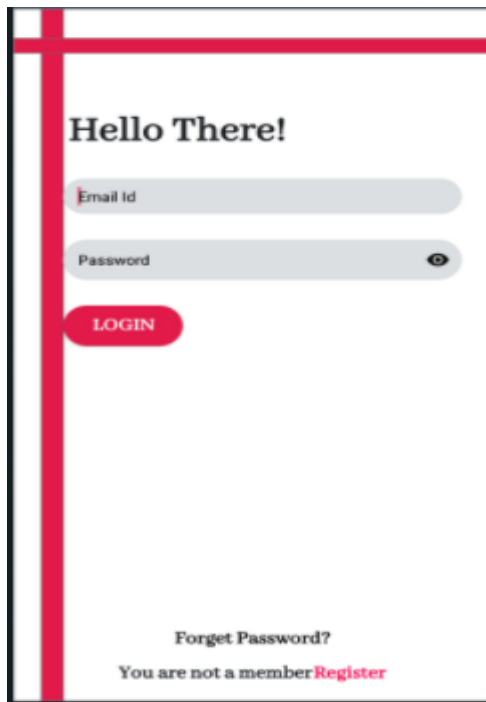 Hello There!
Email Id
Password
LOGIN
Forget Password?
You are not a memberRegister